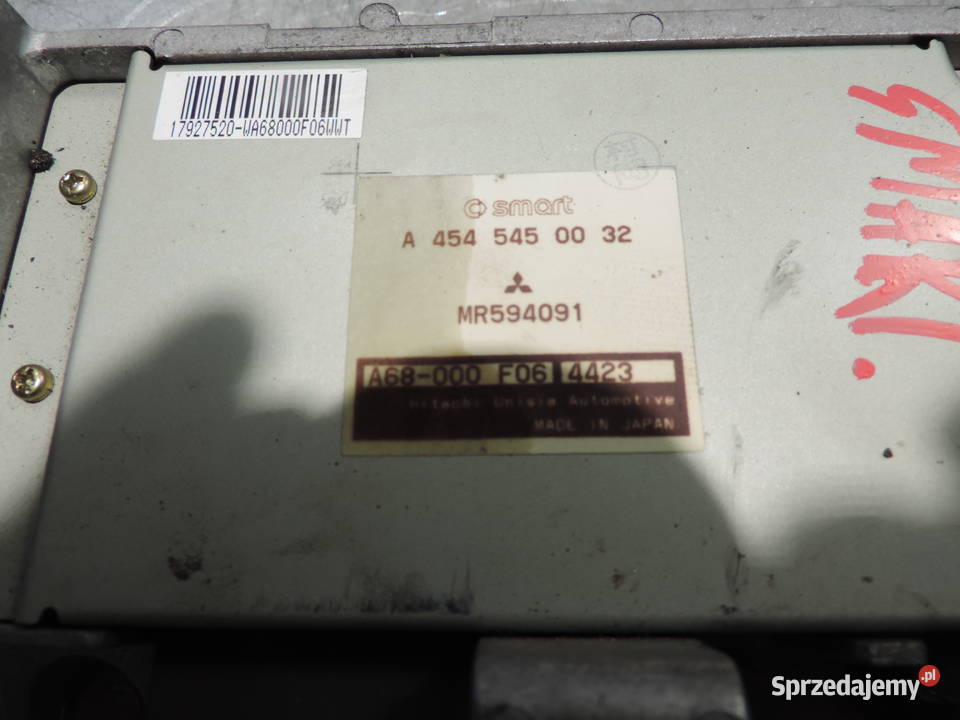 17927520-WA68000F06WWT
smart
A 454 545 00 32
MR594091
A68-000 F06 4423
Hitachi Unisia Automotive
MADE IN JAPAN
Sprzedajemy.pl